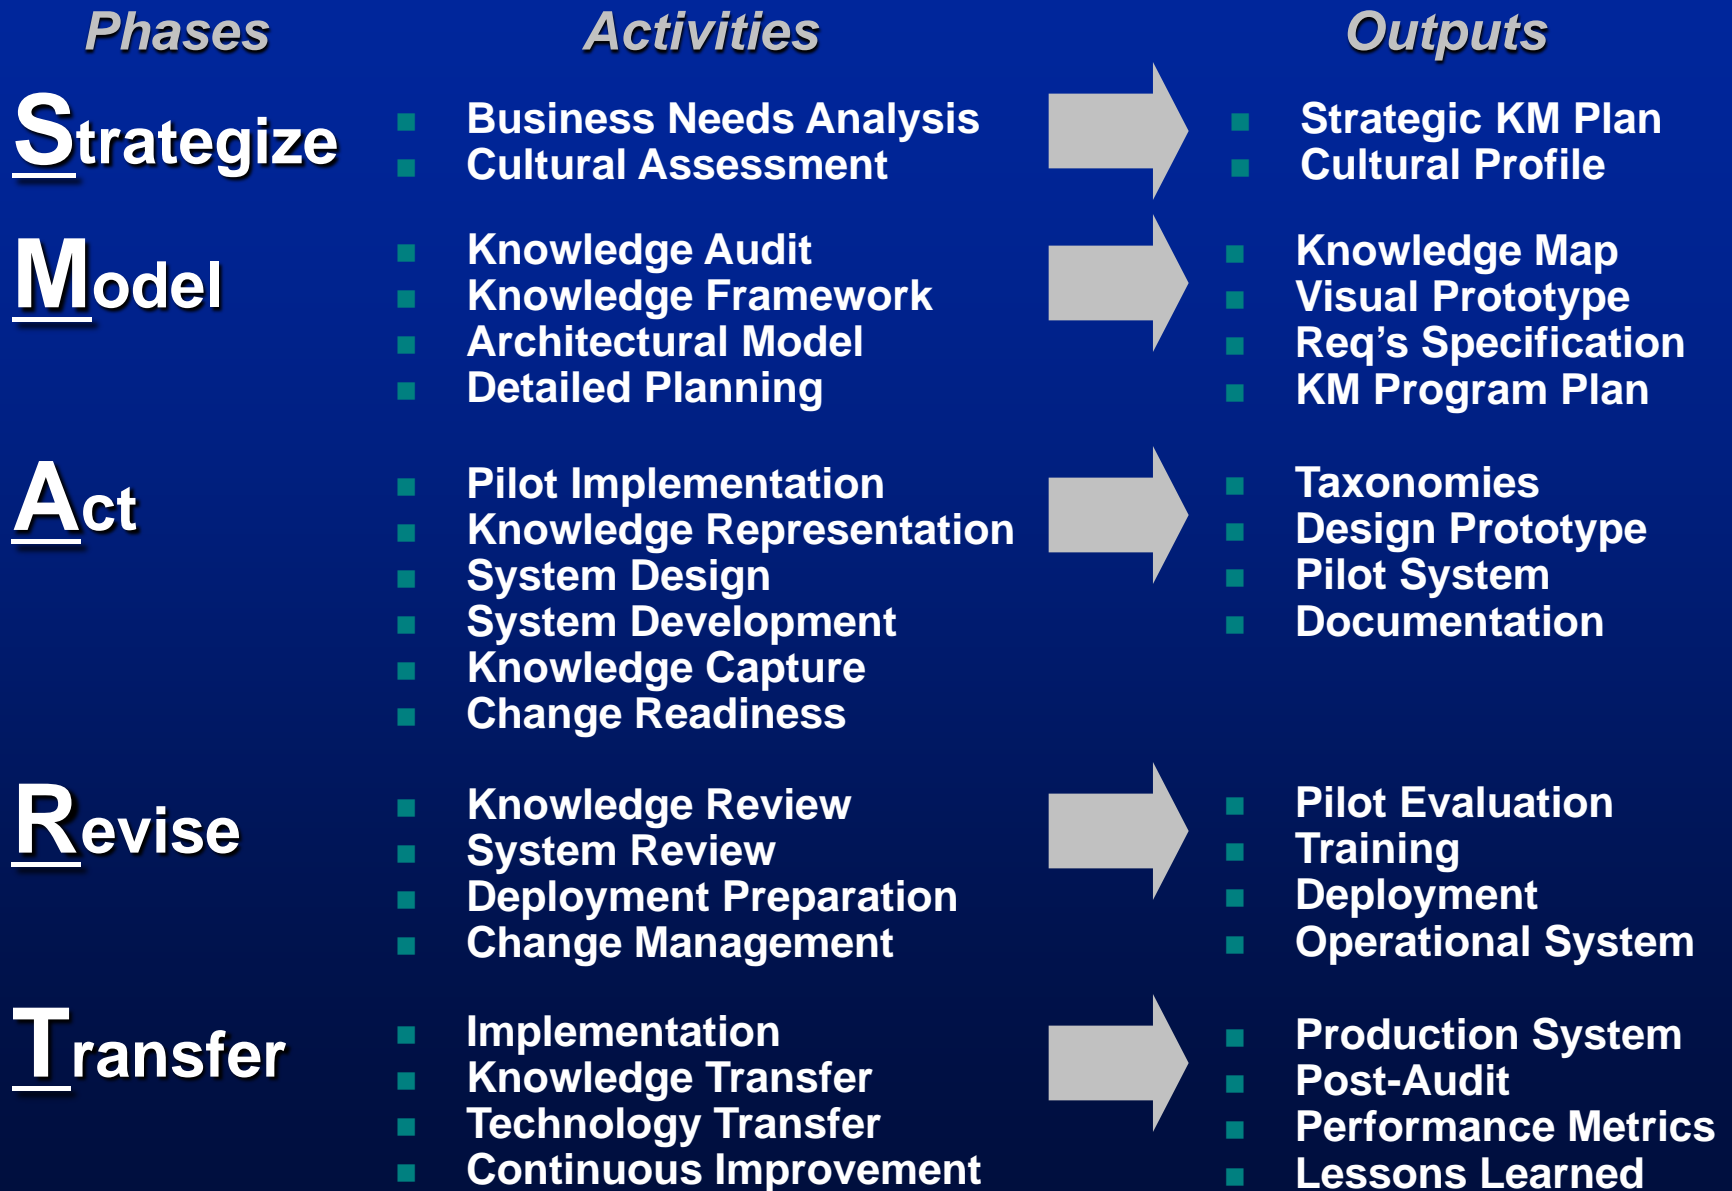 Phases Activities Outputs
Strategize
Business Needs Analysis
Cultural Assessment
Strategic KM Plan
Cultural Profile
Model
Knowledge Audit
Knowledge Framework
Architectural Model
Detailed Planning
Knowledge Map
Visual Prototype
Req’s Specification
KM Program Plan
Act
Pilot Implementation
Knowledge Representation
System Design
System Development
Knowledge Capture
Change Readiness
Taxonomies
Design Prototype
Pilot System
Documentation
Revise
Knowledge Review
System Review
Deployment Preparation
Change Management
Pilot Evaluation
Training
Deployment
Operational System
Transfer
Implementation
Knowledge Transfer
Technology Transfer
Continuous Improvement
Production System
Post-Audit
Performance Metrics
Lessons Learned